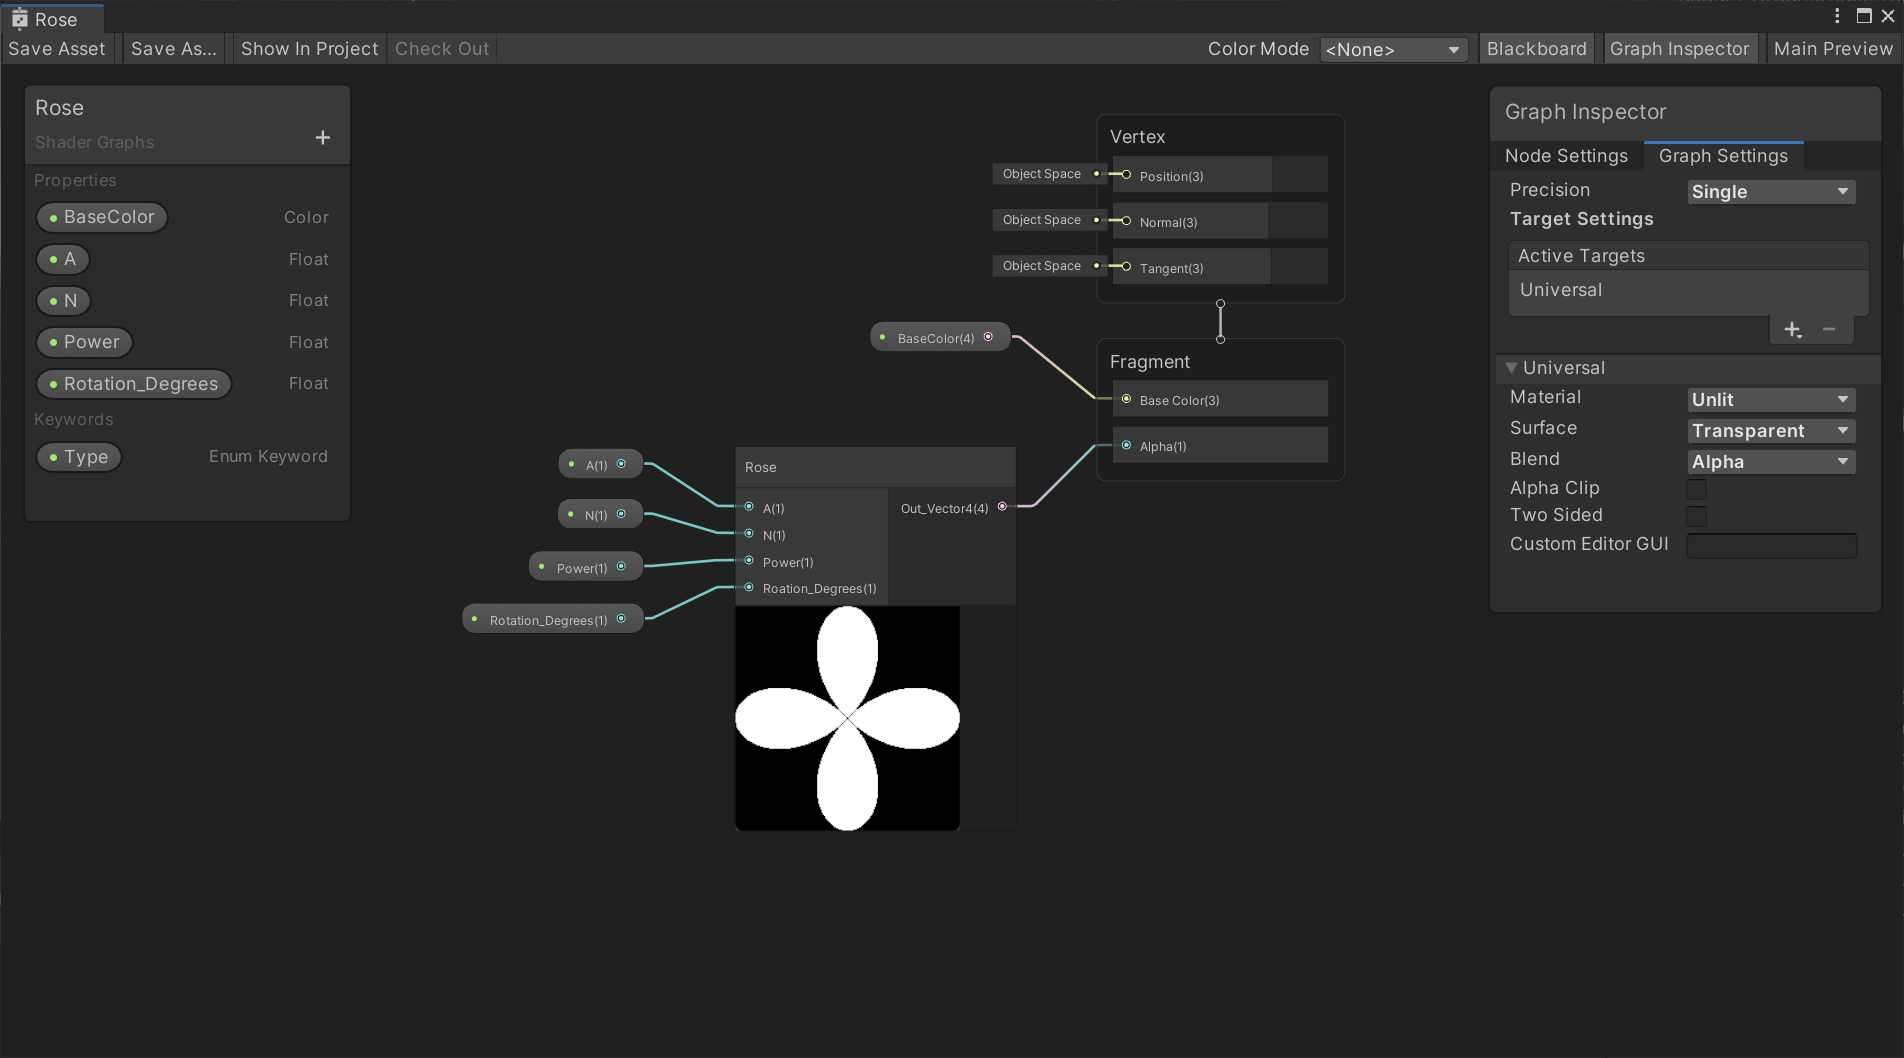 Rose
Save Asset
Save As...
Show In Project
Check Out
Color Mode
<None>
Blackboard
Graph Inspector
Main Preview
Rose
Shader Graphs
+
Properties
BaseColor Color
A Float
N Float
Power Float
Rotation_Degrees Float
Keywords
Type Enum Keyword
Vertex
Object Space Position(3)
Object Space Normal(3)
Object Space Tangent(3)
BaseColor(4)
Fragment
Base Color(3)
Alpha(1)
A(1)
N(1)
Power(1)
Rotation_Degrees(1)
Rose
A(1) Out_Vector4(4)
N(1)
Power(1)
Roation_Degrees(1)
Graph Inspector
Node Settings Graph Settings
Precision Single
Target Settings
Active Targets
Universal
+ −
Universal
Material Unlit
Surface Transparent
Blend Alpha
Alpha Clip
Two Sided
Custom Editor GUI